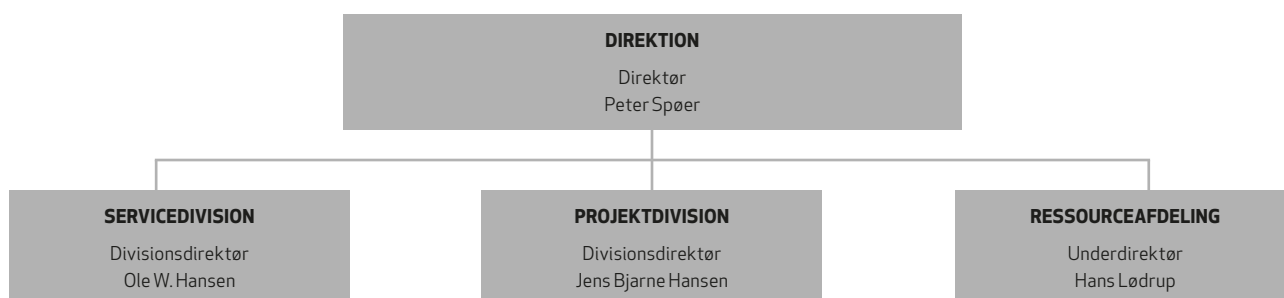 DIREKTION
Direktør
Peter Spøer
SERVICEDIVISION
Divisionsdirektør
Ole W. Hansen
PROJEKTDIVISION
Divisionsdirektør
Jens Bjarne Hansen
RESSOURCEAFDELING
Underdirektør
Hans Lødrup